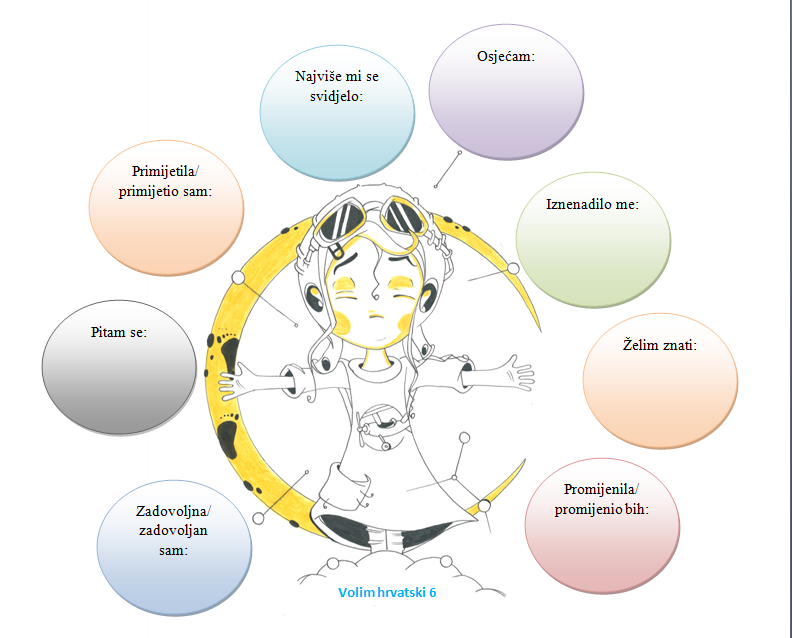 Najviše mi se
svidjelo:
Osjećam:
Primijetila/
primijetio sam:
Iznenadilo me:
Pitam se:
Želim znati:
Zadovoljna/
zadovoljan
sam:
Promijenila/
promijenio bih:
Volim hrvatski 6